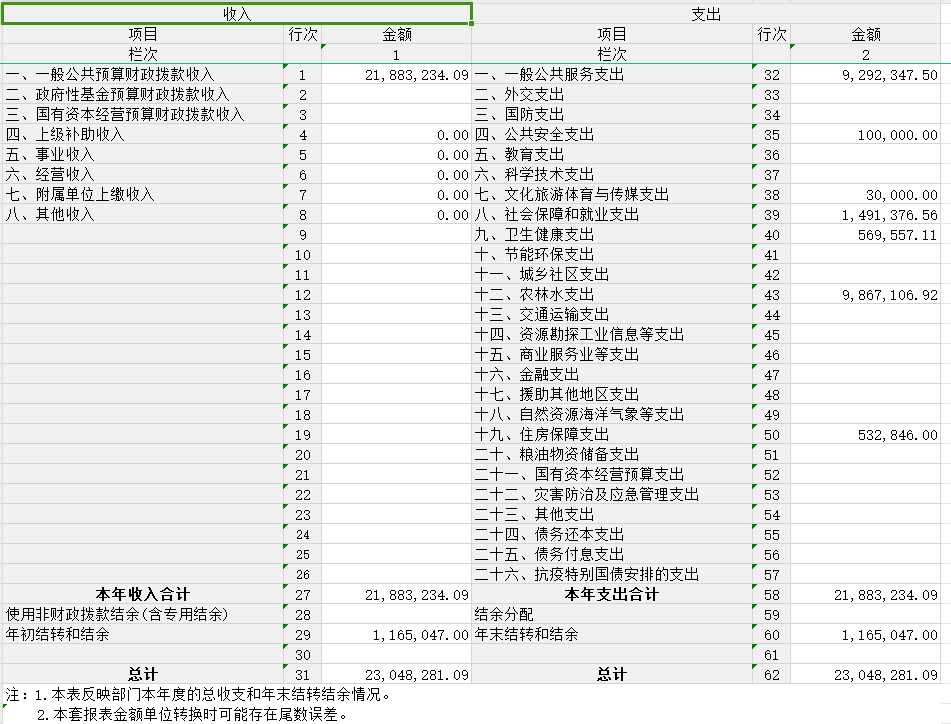 收入 支出
项目 行次 金额 项目 行次 金额
栏次 1 栏次 2
一、一般公共预算财政拨款收入 1 21,883,234.09 一、一般公共服务支出 32 9,292,347.50
二、政府性基金预算财政拨款收入 2 二、外交支出 33
三、国有资本经营预算财政拨款收入 3 三、国防支出 34
四、上级补助收入 4 0.00 四、公共安全支出 35 100,000.00
五、事业收入 5 0.00 五、教育支出 36
六、经营收入 6 0.00 六、科学技术支出 37
七、附属单位上缴收入 7 0.00 七、文化旅游体育与传媒支出 38 30,000.00
八、其他收入 8 0.00 八、社会保障和就业支出 39 1,491,376.56
9 九、卫生健康支出 40 569,557.11
10 十、节能环保支出 41
11 十一、城乡社区支出 42
12 十二、农林水支出 43 9,867,106.92
13 十三、交通运输支出 44
14 十四、资源勘探工业信息等支出 45
15 十五、商业服务业等支出 46
16 十六、金融支出 47
17 十七、援助其他地区支出 48
18 十八、自然资源海洋气象等支出 49
19 十九、住房保障支出 50 532,846.00
20 二十、粮油物资储备支出 51
21 二十一、国有资本经营预算支出 52
22 二十二、灾害防治及应急管理支出 53
23 二十三、其他支出 54
24 二十四、债务还本支出 55
25 二十五、债务付息支出 56
26 二十六、抗疫特别国债安排的支出 57
本年收入合计 27 21,883,234.09 本年支出合计 58 21,883,234.09
使用非财政拨款结余(含专用结余) 28 结余分配 59
年初结转和结余 29 1,165,047.00 年末结转和结余 60 1,165,047.00
30 61
总计 31 23,048,281.09 总计 62 23,048,281.09
注：1.本表反映部门本年度的总收支和年末结转结余情况。
2.本套报表金额单位转换时可能存在尾数误差。